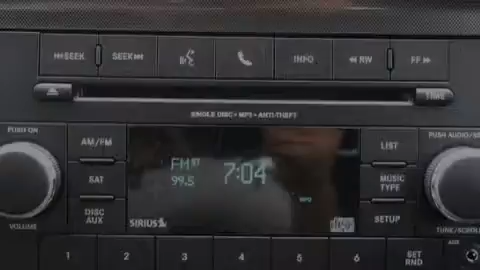 SEEK
SEEK
INFO
RW
FF
TIME
SINGLE DISC • MP3 • ANTI-THEFT
PUSH ON
AM/FM
SAT
DISC
AUX
VOLUME
FM
99.5
7:04
SIRIUS
LIST
MUSIC
TYPE
SETUP
PUSH AUDIO/S
TUNE/SCROLL
1
2
3
4
5
6
SET
RND
AUX